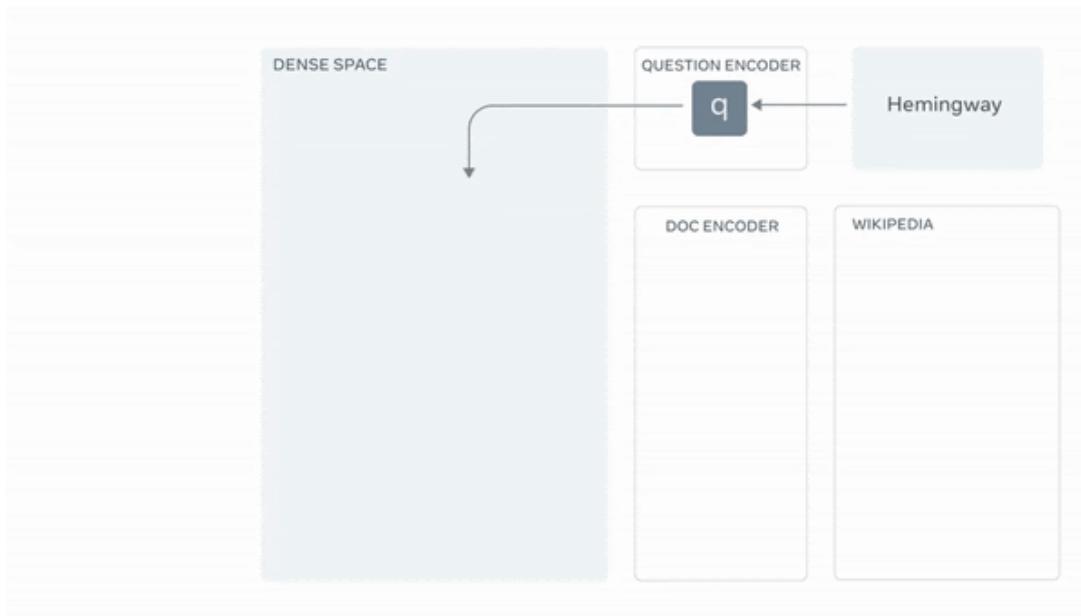 DENSE SPACE
QUESTION ENCODER
q
Hemingway
DOC ENCODER
WIKIPEDIA